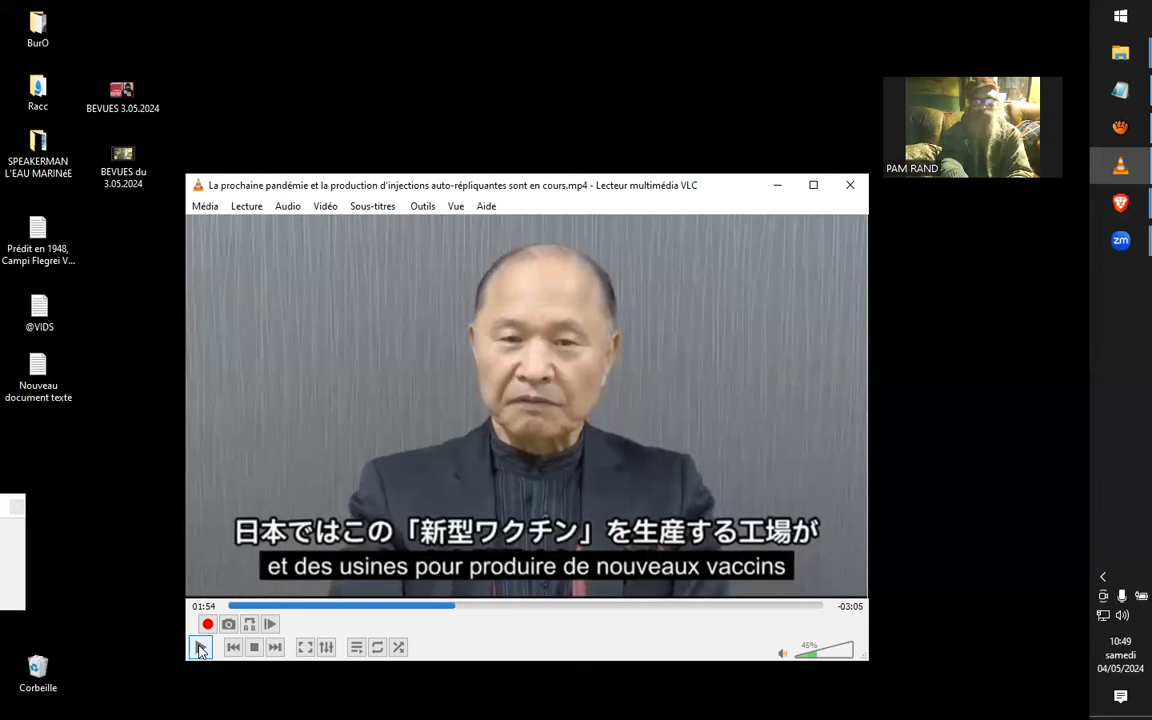 BurO
Racc
BEVUES 3.05.2024
SPEAKERMAN
L'EAU MARINéE
BEVUES du
3.05.2024
Prédit en 1948,
Campi Flegrei V...
@VIDS
Nouveau
document texte
Corbeille
PAM RAND
La prochaine pandémie et la production d'injections auto-répliquantes sont en cours.mp4 - Lecteur multimédia VLC
Média Lecture Audio Vidéo Sous-titres Outils Vue Aide
日本ではこの「新型ワクチン」を生産する工場が
et des usines pour produire de nouveaux vaccins
01:54
-03:05
45%
zm
10:49
samedi
04/05/2024